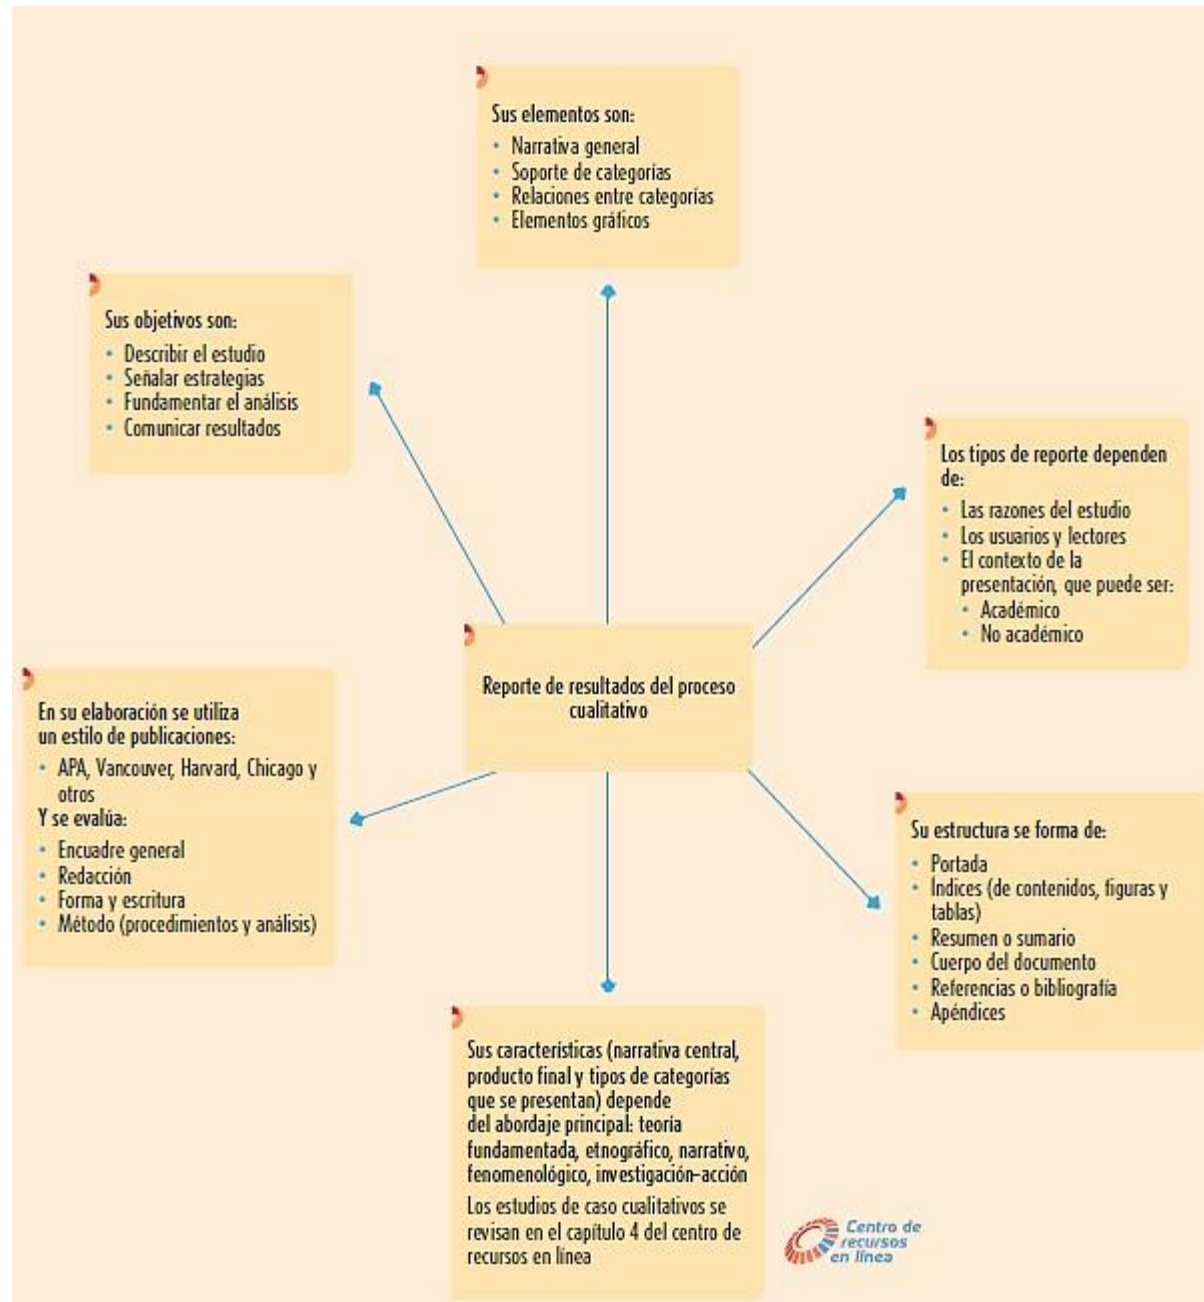 Sus elementos son:
• Narrativa general
• Soporte de categorías
• Relaciones entre categorías
• Elementos gráficos
Sus objetivos son:
• Describir el estudio
• Señalar estrategias
• Fundamentar el análisis
• Comunicar resultados
Los tipos de reporte dependen
de:
• Las razones del estudio
• Los usuarios y lectores
• El contexto de la
presentación, que puede ser:
• Académico
• No académico
Reporte de resultados del proceso
cualitativo
En su elaboración se utiliza
un estilo de publicaciones:
• APA, Vancouver, Harvard, Chicago y
otros
Y se evalúa:
• Encuadre general
• Redacción
• Forma y escritura
• Método (procedimientos y análisis)
Su estructura se forma de:
• Portada
• Índices (de contenidos, figuras y
tablas)
• Resumen o sumario
• Cuerpo del documento
• Referencias o bibliografía
• Apéndices
Sus características (narrativa central,
producto final y tipos de categorías
que se presentan) depende
del abordaje principal: teoría
fundamentada, etnográfico, narrativo,
fenomenológico, investigación-acción
Los estudios de caso cualitativos se
revisan en el capítulo 4 del centro de
recursos en línea
Centro de
recursos
en línea